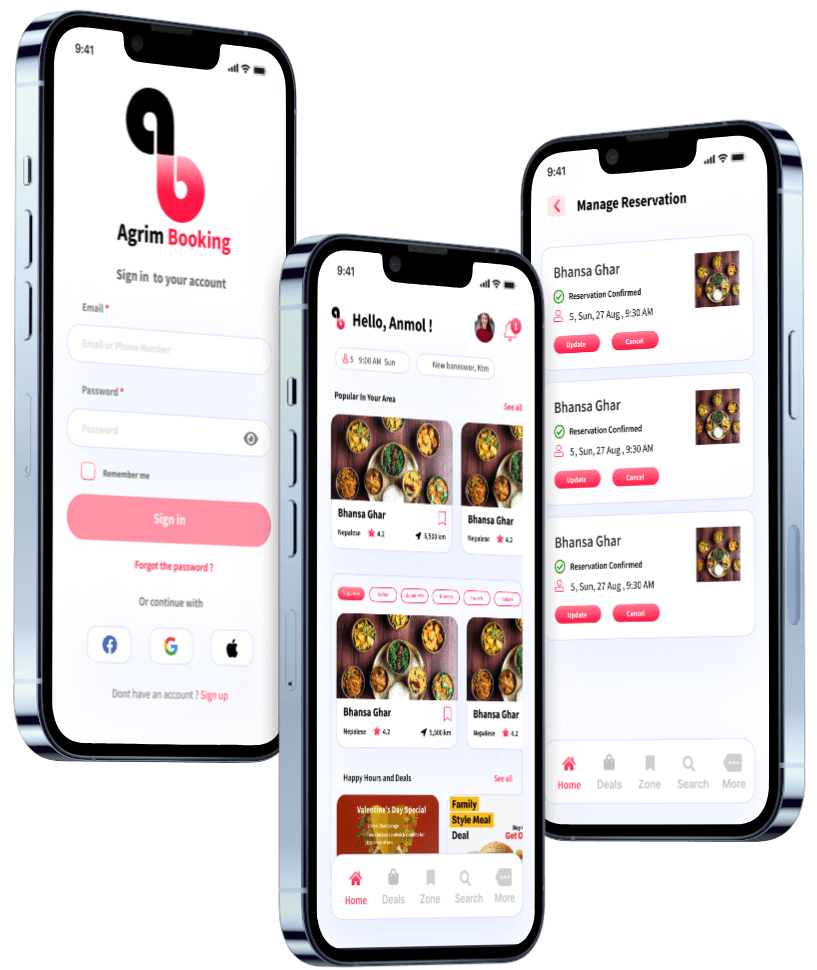 9:41
Agrim Booking
Sign in to your account
Email *
Email or Phone Number
Password *
Password
Remember me
Sign in
Forgot the password ?
Or continue with
Dont have an account ? Sign up
9:41
Hello, Anmol !
1
5 9:00 AM Sun
New baneswor, Ktm
Popular In Your Area
See all
Bhansa Ghar
Nepalese 4.2 5,500 km
Bhansa Ghar
Nepalese 4.2
Nepalese
Bhansa Ghar
Nepalese 4.2 5,500 km
Bhansa Ghar
Nepalese 4.2
Happy Hours and Deals
See all
Valentine's Day Special
Family
Style Meal
Deal
Get O
Home
Deals
Zone
Search
More
9:41
Manage Reservation
Bhansa Ghar
Reservation Confirmed
5, Sun, 27 Aug , 9:30 AM
Update
Cancel
Bhansa Ghar
Reservation Confirmed
5, Sun, 27 Aug , 9:30 AM
Update
Cancel
Bhansa Ghar
Reservation Confirmed
5, Sun, 27 Aug , 9:30 AM
Update
Cancel
Home
Deals
Zone
Search
More